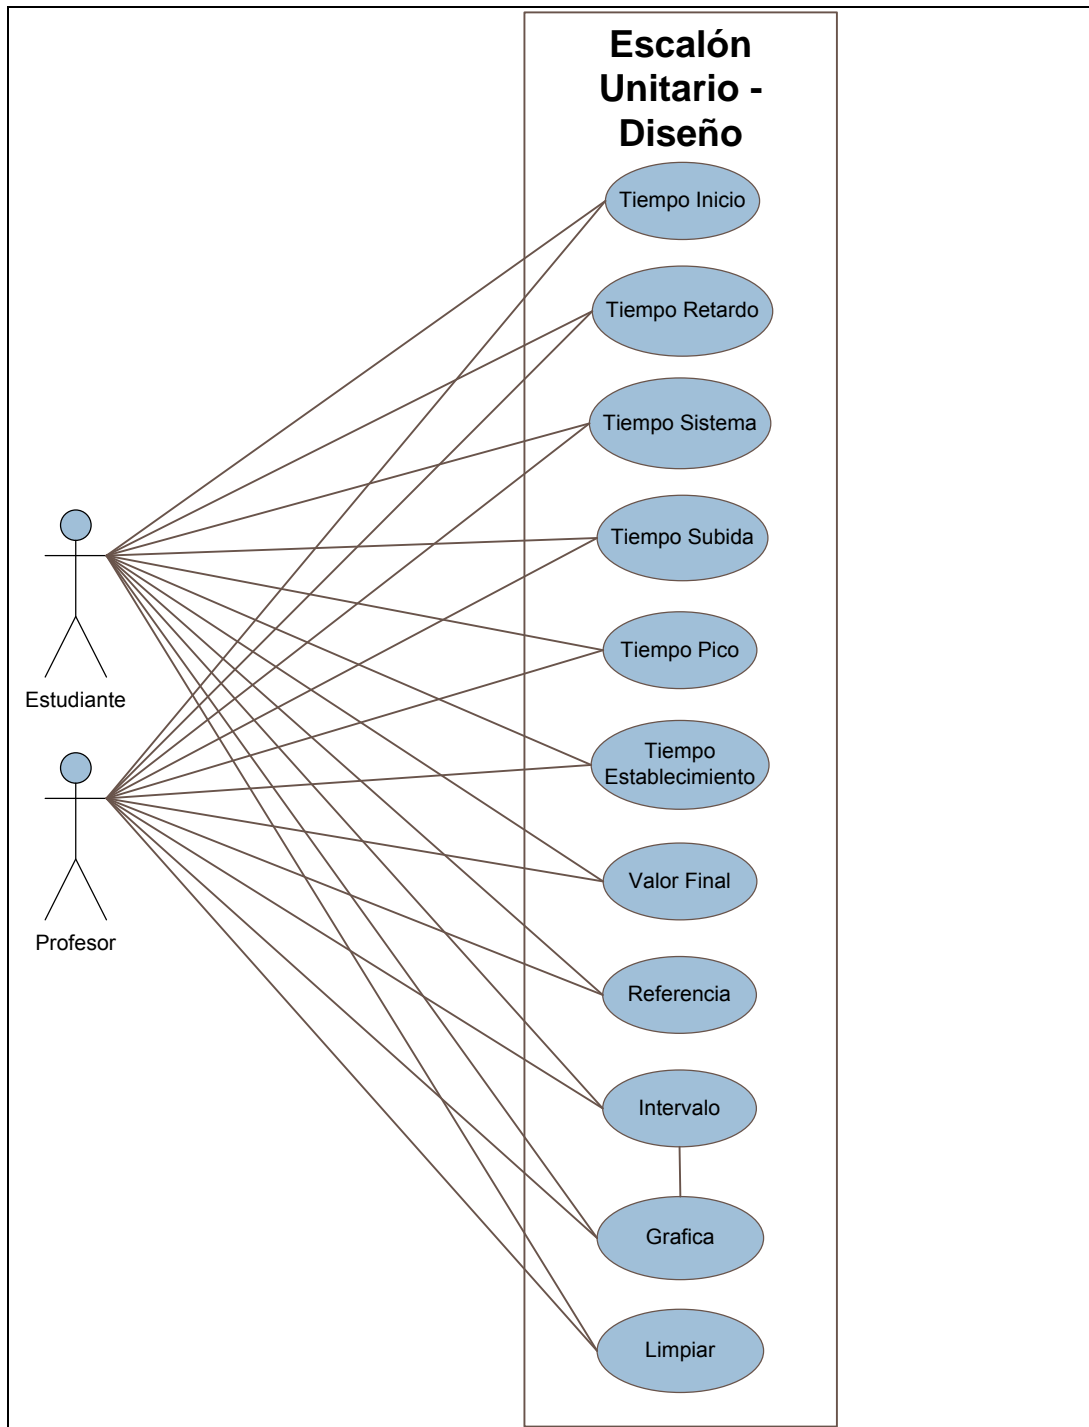 Escalón
Unitario -
Diseño
Tiempo Inicio
Tiempo Retardo
Tiempo Sistema
Tiempo Subida
Estudiante
Tiempo Pico
Tiempo
Establecimiento
Profesor
Valor Final
Referencia
Intervalo
Grafica
Limpiar